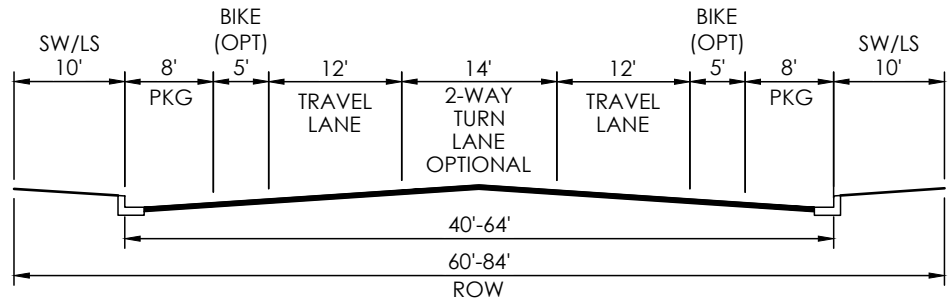 BIKE
(OPT)
BIKE
(OPT)
SW/LS
SW/LS
10' 8' 5' 12' 14' 12' 5' 8' 10'
PKG
TRAVEL
LANE
2-WAY
TURN
LANE
OPTIONAL
TRAVEL
LANE
PKG
40'-64'
60'-84'
ROW